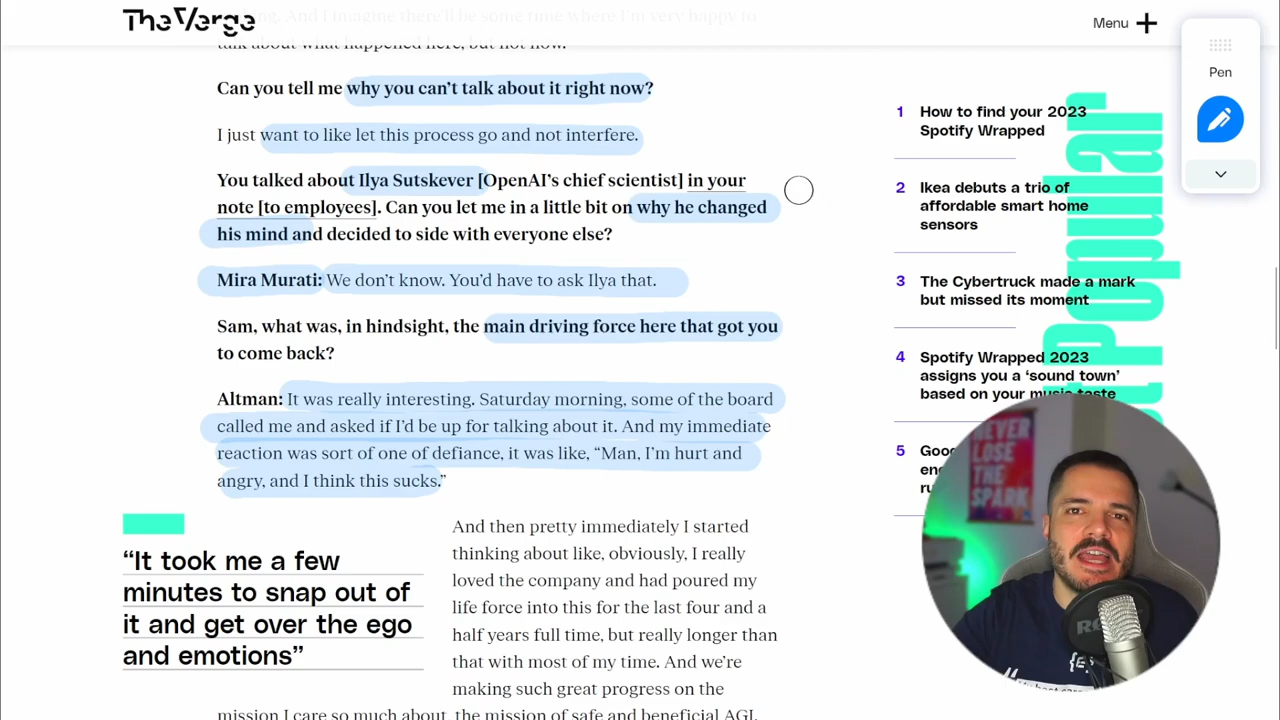 The Verge
Menu
Pen
talk about what happened here, but not now.
Can you tell me why you can't talk about it right now?
I just want to like let this process go and not interfere.
You talked about Ilya Sutskever [OpenAI's chief scientist] in your
note [to employees]. Can you let me in a little bit on why he changed
his mind and decided to side with everyone else?
Mira Murati: We don't know. You'd have to ask Ilya that.
Sam, what was, in hindsight, the main driving force here that got you
to come back?
Altman: It was really interesting. Saturday morning, some of the board
called me and asked if I'd be up for talking about it. And my immediate
reaction was sort of one of defiance, it was like, “Man, I'm hurt and
angry, and I think this sucks.”
“It took me a few
minutes to snap out of
it and get over the ego
and emotions”
And then pretty immediately I started
thinking about like, obviously, I really
loved the company and had poured my
life force into this for the last four and a
half years full time, but really longer than
that with most of my time. And we're
making such great progress on the
mission I care so much about, the mission of safe and beneficial AGI.
1 How to find your 2023
Spotify Wrapped
2 Ikea debuts a trio of
affordable smart home
sensors
3 The Cybertruck made a mark
but missed its moment
4 Spotify Wrapped 2023
assigns you a ‘sound town’
based on your music taste
5
Popular
NEVER
LOSE
THE
SPARK